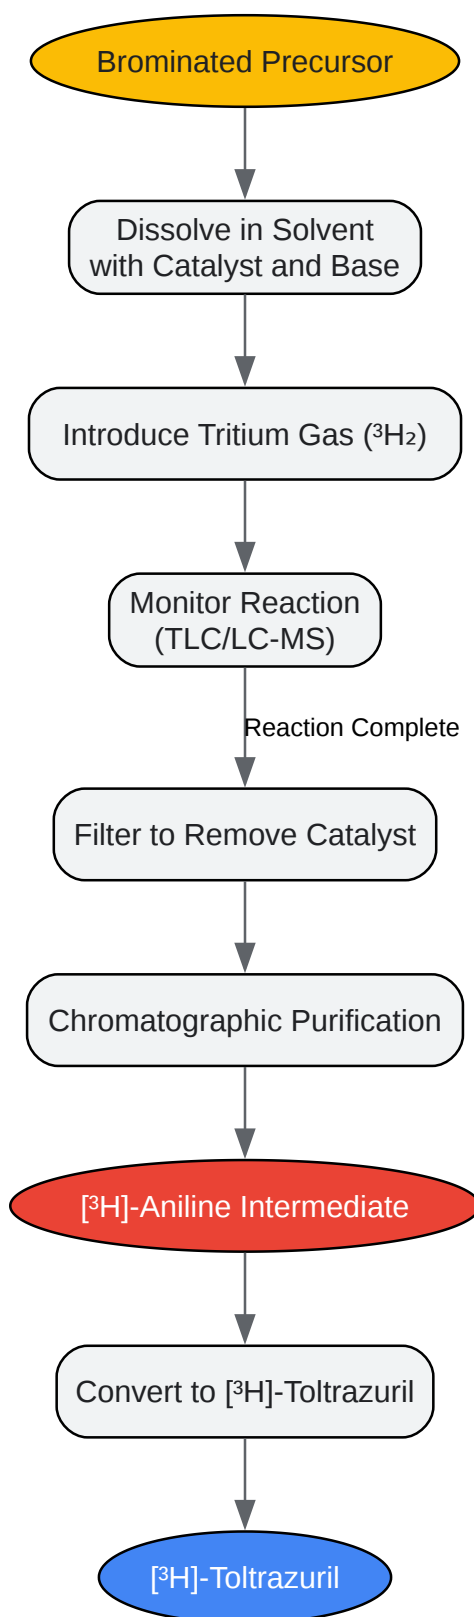 Brominated Precursor
Dissolve in Solvent
with Catalyst and Base
Introduce Tritium Gas (³H₂)
Monitor Reaction
(TLC/LC-MS)
Reaction Complete
Filter to Remove Catalyst
Chromatographic Purification
[³H]-Aniline Intermediate
Convert to [³H]-Toltrazuril
[³H]-Toltrazuril